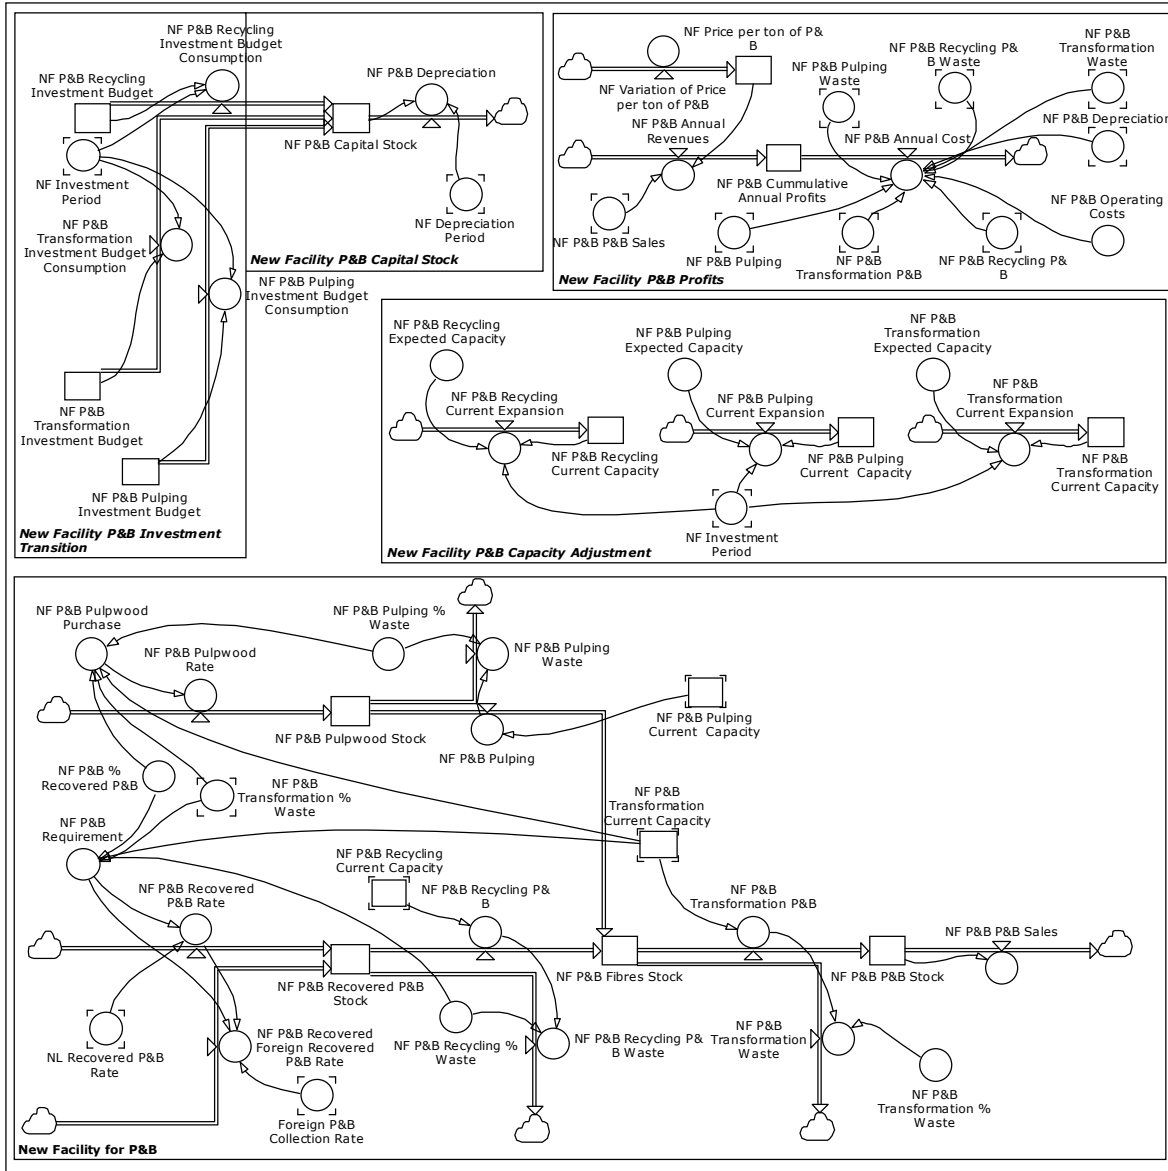 NF P&B Recycling
Investment Budget
Consumption
NF P&B Recycling
Investment Budget
NF Investment
Period
NF P&B
Transformation
Investment Budget
Consumption
NF P&B Pulping
Investment Budget
Consumption
NF P&B
Transformation
Investment Budget
NF P&B Pulping
Investment Budget
New Facility P&B Investment
Transition
NF P&B Depreciation
NF P&B Capital Stock
NF Depreciation
Period
New Facility P&B Capital Stock
NF Price per ton of P&
B
NF Variation of Price
per ton of P&B
NF P&B Annual
Revenues
NF P&B Pulping
Waste
NF P&B Recycling P&
B Waste
NF P&B
Transformation
Waste
NF P&B Depreciation
NF P&B Annual Cost
NF P&B Cummulative
Annual Profits
NF P&B Operating
Costs
NF P&B P&B Sales
NF P&B Pulping
NF P&B
Transformation P&B
NF P&B Recycling P&
B
New Facility P&B Profits
NF P&B Recycling
Expected Capacity
NF P&B Pulping
Expected Capacity
NF P&B
Transformation
Expected Capacity
NF P&B Recycling
Current Expansion
NF P&B Pulping
Current Expansion
NF P&B
Transformation
Current Expansion
NF P&B Recycling
Current Capacity
NF P&B Pulping
Current  Capacity
NF P&B
Transformation
Current Capacity
NF Investment
Period
New Facility P&B Capacity Adjustment
NF P&B Pulpwood
Purchase
NF P&B Pulping %
Waste
NF P&B Pulpwood
Rate
NF P&B Pulping
Waste
NF P&B Pulpwood Stock
NF P&B Pulping
NF P&B Pulping
Current  Capacity
NF P&B %
Recovered P&B
NF P&B
Transformation %
Waste
NF P&B
Transformation
Current Capacity
NF P&B
Requirement
NF P&B Recycling
Current Capacity
NF P&B Recovered
P&B Rate
NF P&B Recycling P&
B
NF P&B
Transformation P&B
NF P&B P&B Sales
NF P&B Recovered P&B
Stock
NF P&B Fibres Stock
NF P&B P&B Stock
NL Recovered P&B
Rate
NF P&B Recovered
Foreign Recovered
P&B Rate
NF P&B Recycling %
Waste
NF P&B Recycling P&
B Waste
NF P&B
Transformation
Waste
NF P&B
Transformation %
Waste
Foreign P&B
Collection Rate
New Facility for P&B